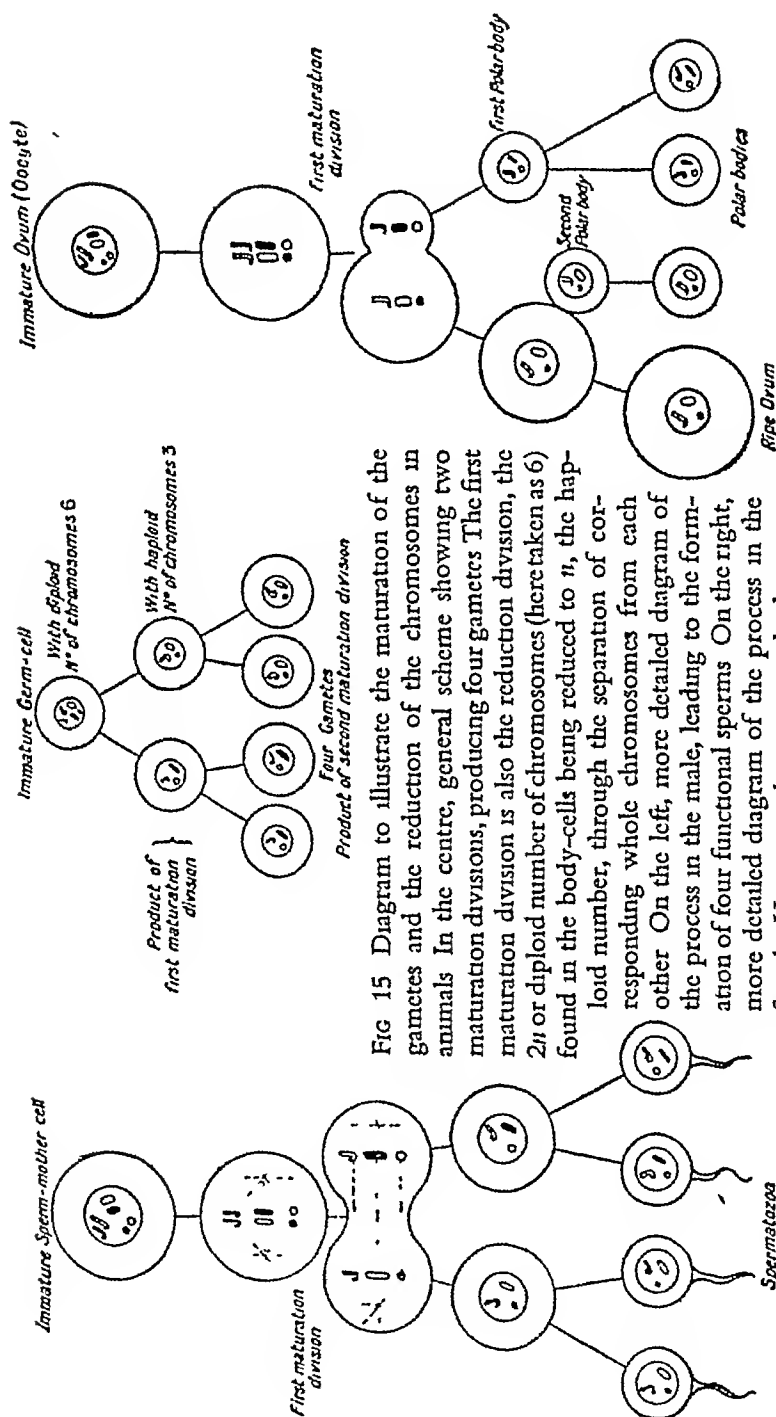 Immature Sperm-mother cell
First maturation
division
Spermatozoa
Immature Germ-cell
With diploid
Nº of chromosomes 6
With haploid
Nº of chromosomes 3
Product of
first maturation
division
Four Gametes
Product of second maturation division
FIG 15 Diagram to illustrate the maturation of the
gametes and the reduction of the chromosomes in
animals In the centre, general scheme showing two
maturation divisions, producing four gametes The first
maturation division is also the reduction division, the
2n or diploid number of chromosomes (here taken as 6)
found in the body-cells being reduced to n, the hap-
loid number, through the separation of cor-
responding whole chromosomes from each
other On the left, more detailed diagram of
the process in the male, leading to the form-
ation of four functional sperms On the right,
more detailed diagram of the process in the
Immature Ovum (Oocyte)
First maturation
division
First Polar body
Second
Polar body
Polar bodies
Ripe Ovum